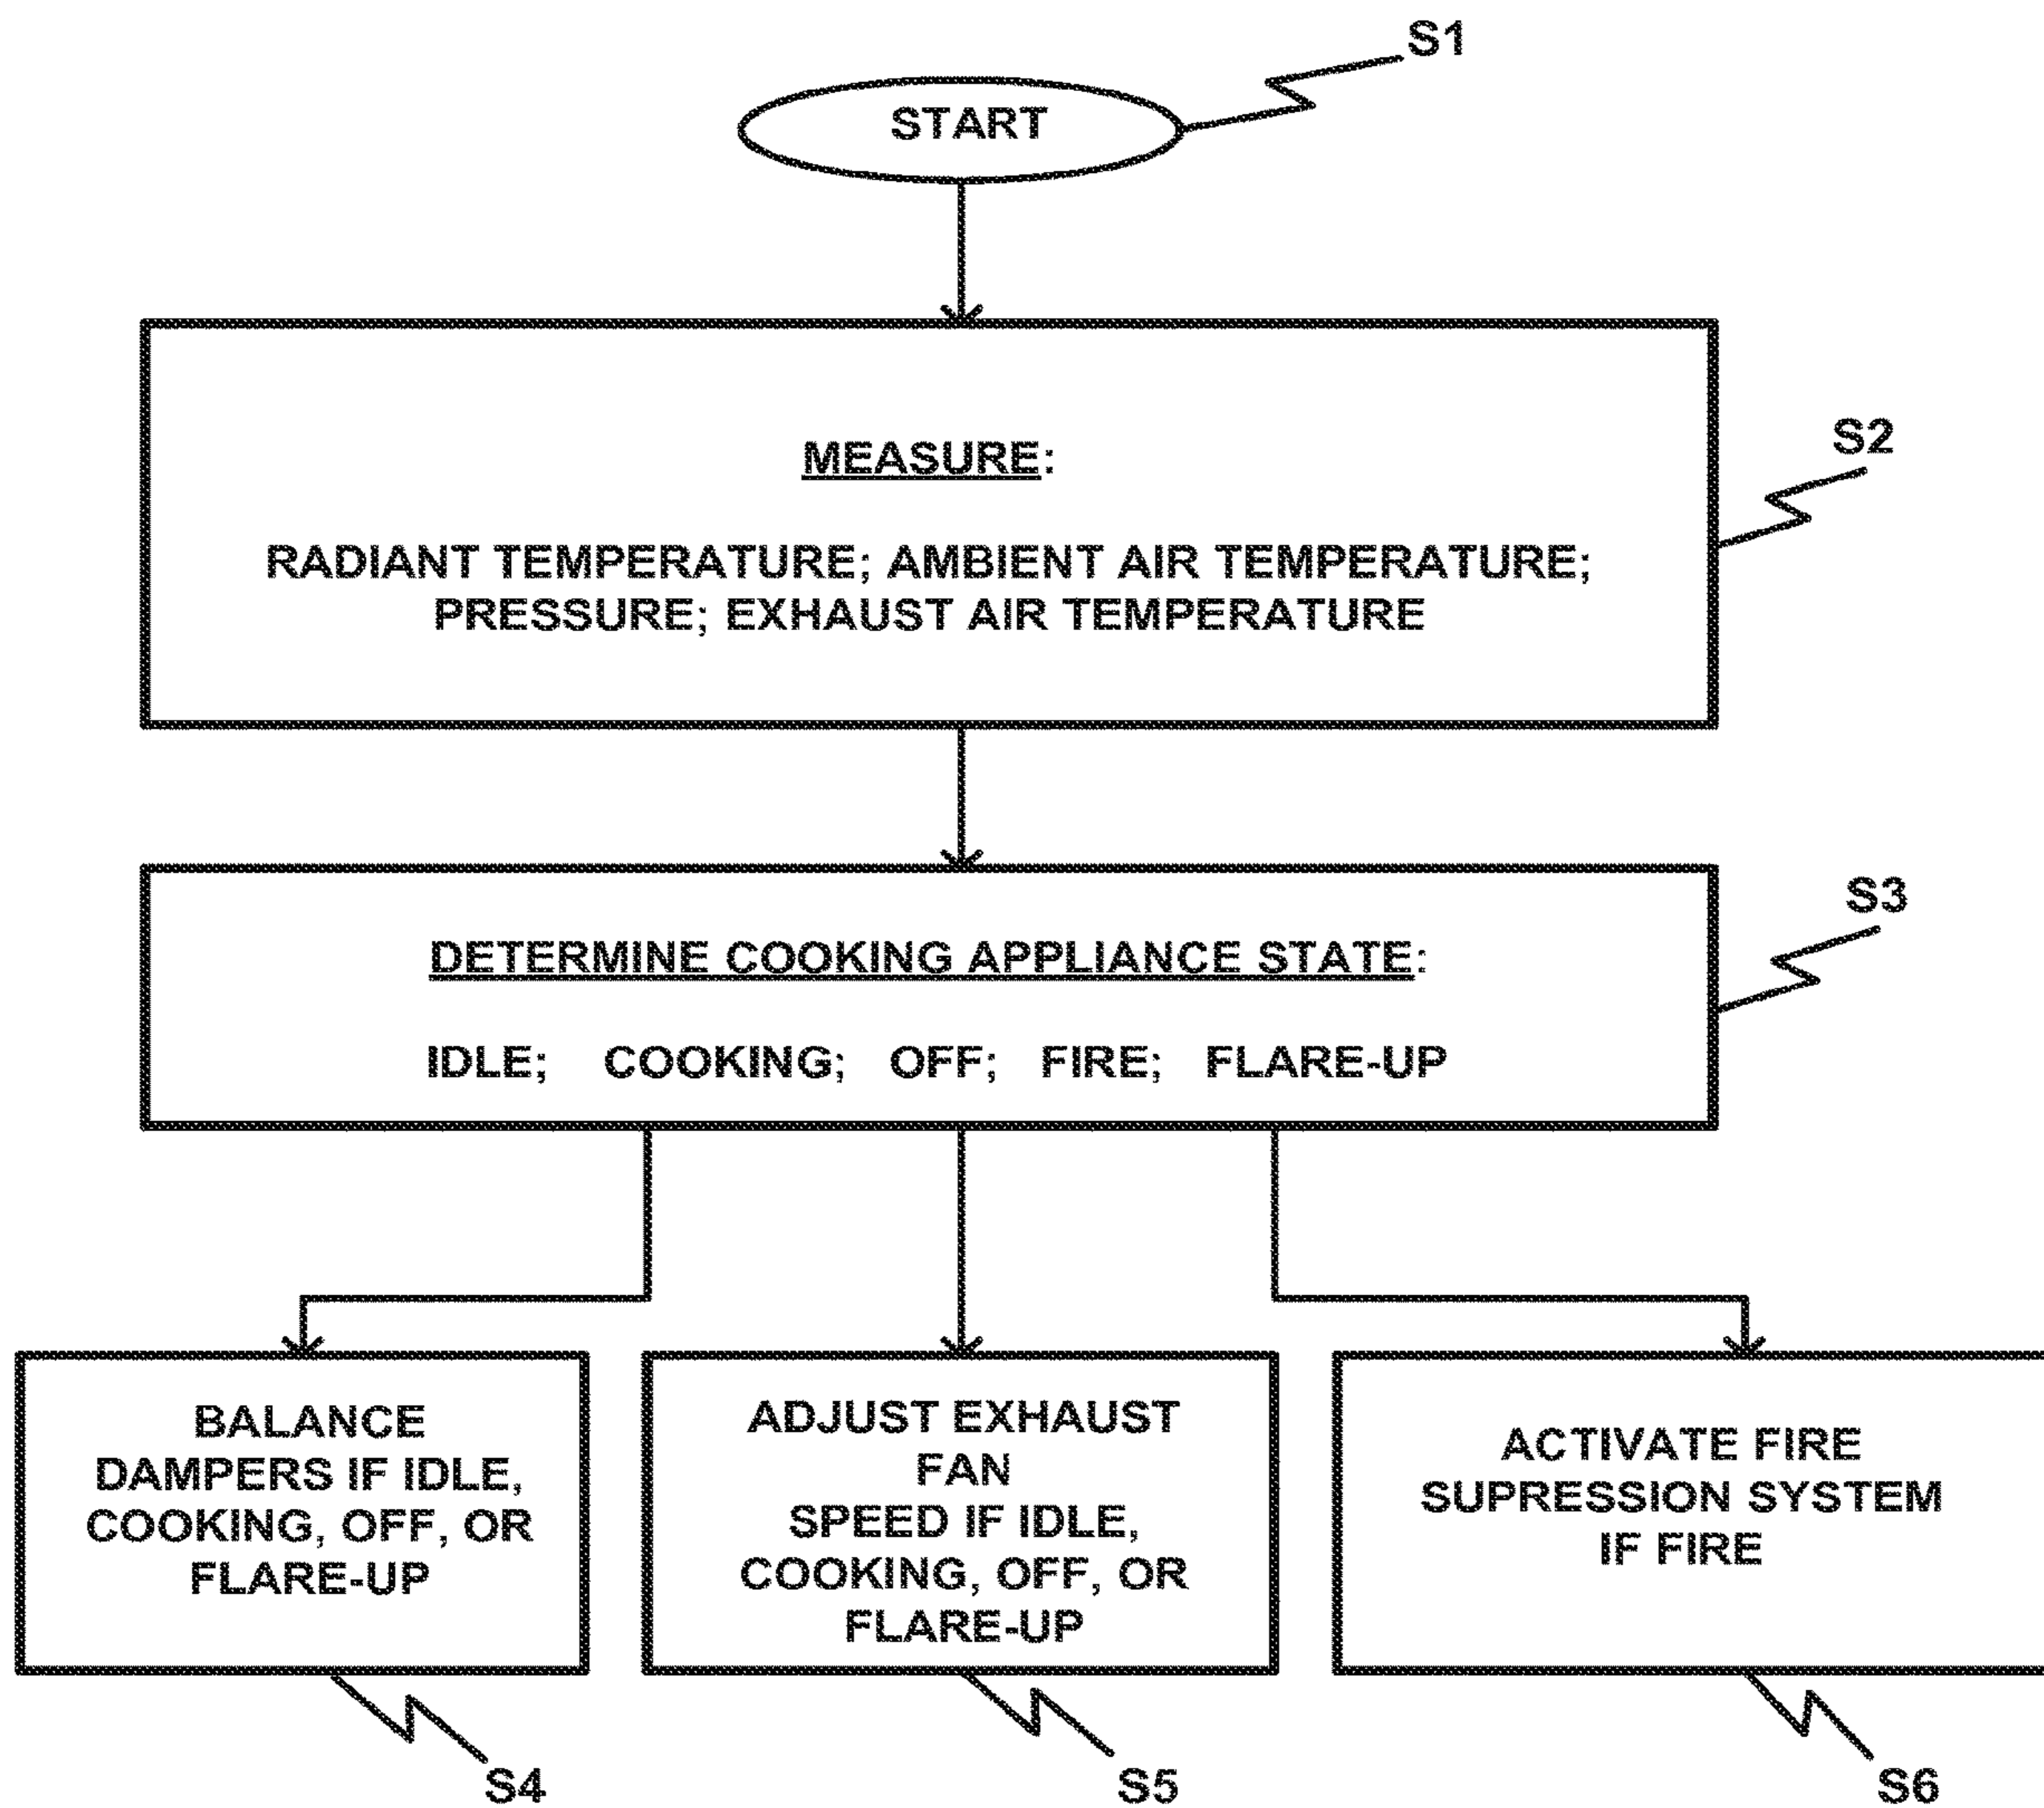 S1
START
S2
MEASURE:
RADIANT TEMPERATURE; AMBIENT AIR TEMPERATURE;
PRESSURE; EXHAUST AIR TEMPERATURE
S3
DETERMINE COOKING APPLIANCE STATE:
IDLE; COOKING; OFF; FIRE; FLARE-UP
BALANCE
DAMPERS IF IDLE,
COOKING, OFF, OR
FLARE-UP
ADJUST EXHAUST
FAN
SPEED IF IDLE,
COOKING, OFF, OR
FLARE-UP
ACTIVATE FIRE
SUPRESSION SYSTEM
IF FIRE
S4
S5
S6